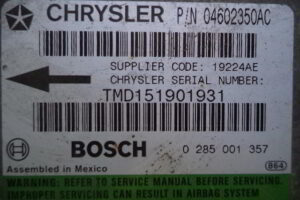 CHRYSLER P/N 04602350AC
SUPPLIER CODE: 19224AE
CHRYSLER SERIAL NUMBER:
TMD151901931
BOSCH 0 285 001 357
Assembled in Mexico 864
WARNING: REFER TO SERVICE MANUAL BEFORE SERVICING.
IMPROPER SERVICING CAN RESULT IN AIRBAG SYSTEM